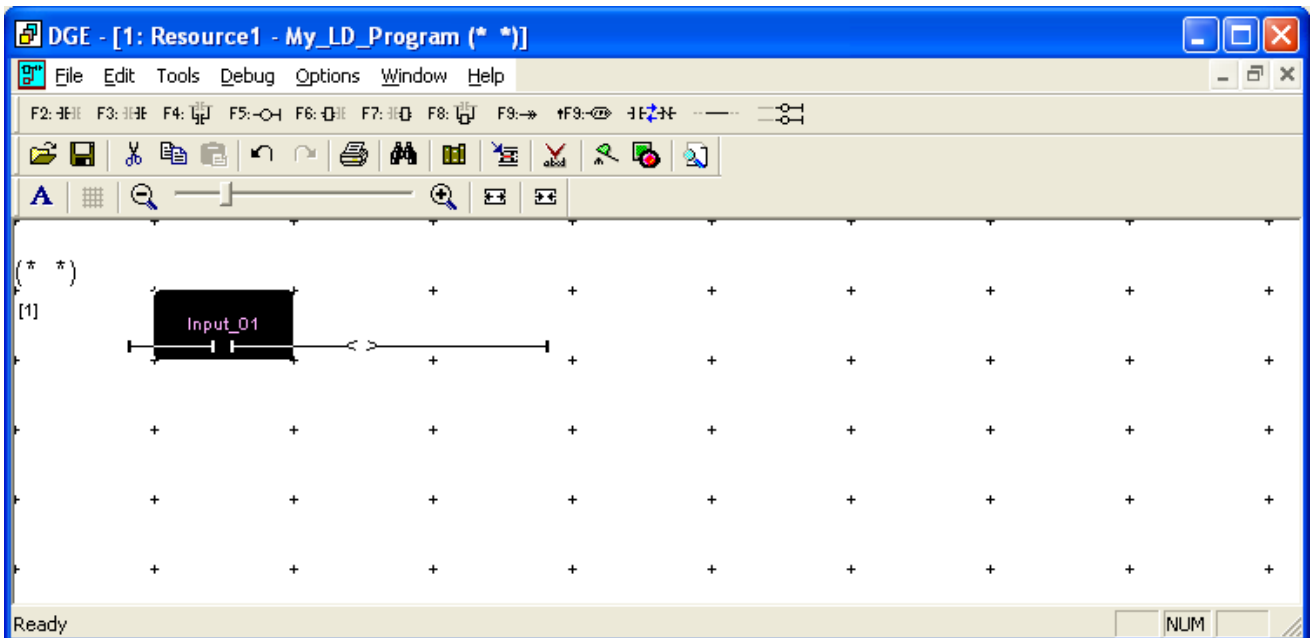 DGE - [1: Resource1 - My_LD_Program (* *)]
File Edit Tools Debug Options Window Help
F2: F3: F4: F5: F6: F7: F8: F9: ↑F9:
abcd
A
(* *)
[1]
Input_01
Ready
NUM